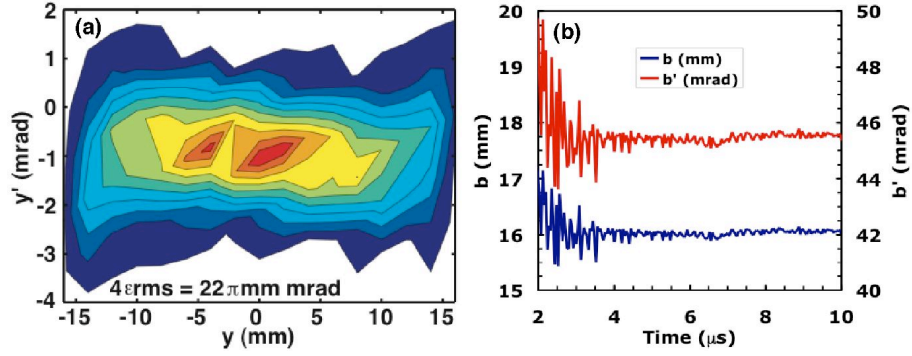 (a)
2
1
0
-1
-2
-3
-4
y' (mrad)
4εrms = 22πmm mrad
-15 -10 -5 0 5 10 15
y (mm)
(b)
20
19
18
17
16
15
b (mm)
b (mm)
b' (mrad)
50
48
46
44
42
40
b' (mrad)
2 4 6 8 10
Time (μs)